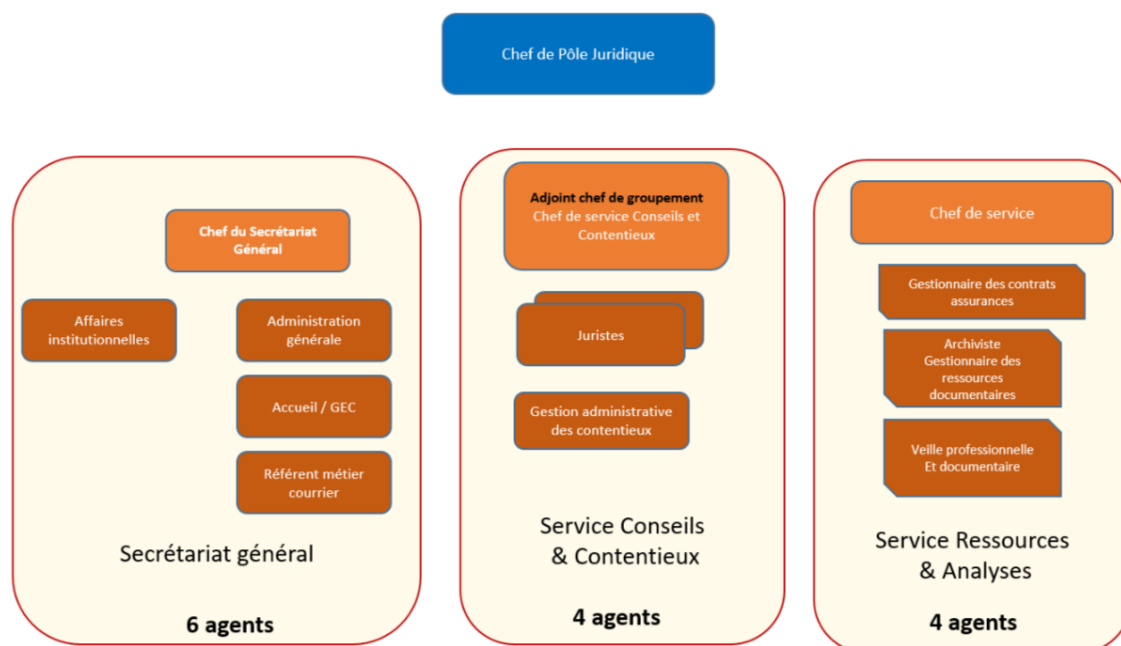 Chef de Pôle Juridique
Chef du Secrétariat
Général
Affaires
institutionnelles
Administration
générale
Accueil / GEC
Référent métier
courrier
Secrétariat général
6 agents
Adjoint chef de groupement
Chef de service Conseils et
Contentieux
Juristes
Gestion administrative
des contentieux
Service Conseils
& Contentieux
4 agents
Chef de service
Gestionnaire des contrats
assurances
Archiviste
Gestionnaire des
ressources
documentaires
Veille professionnelle
Et documentaire
Service Ressources
& Analyses
4 agents